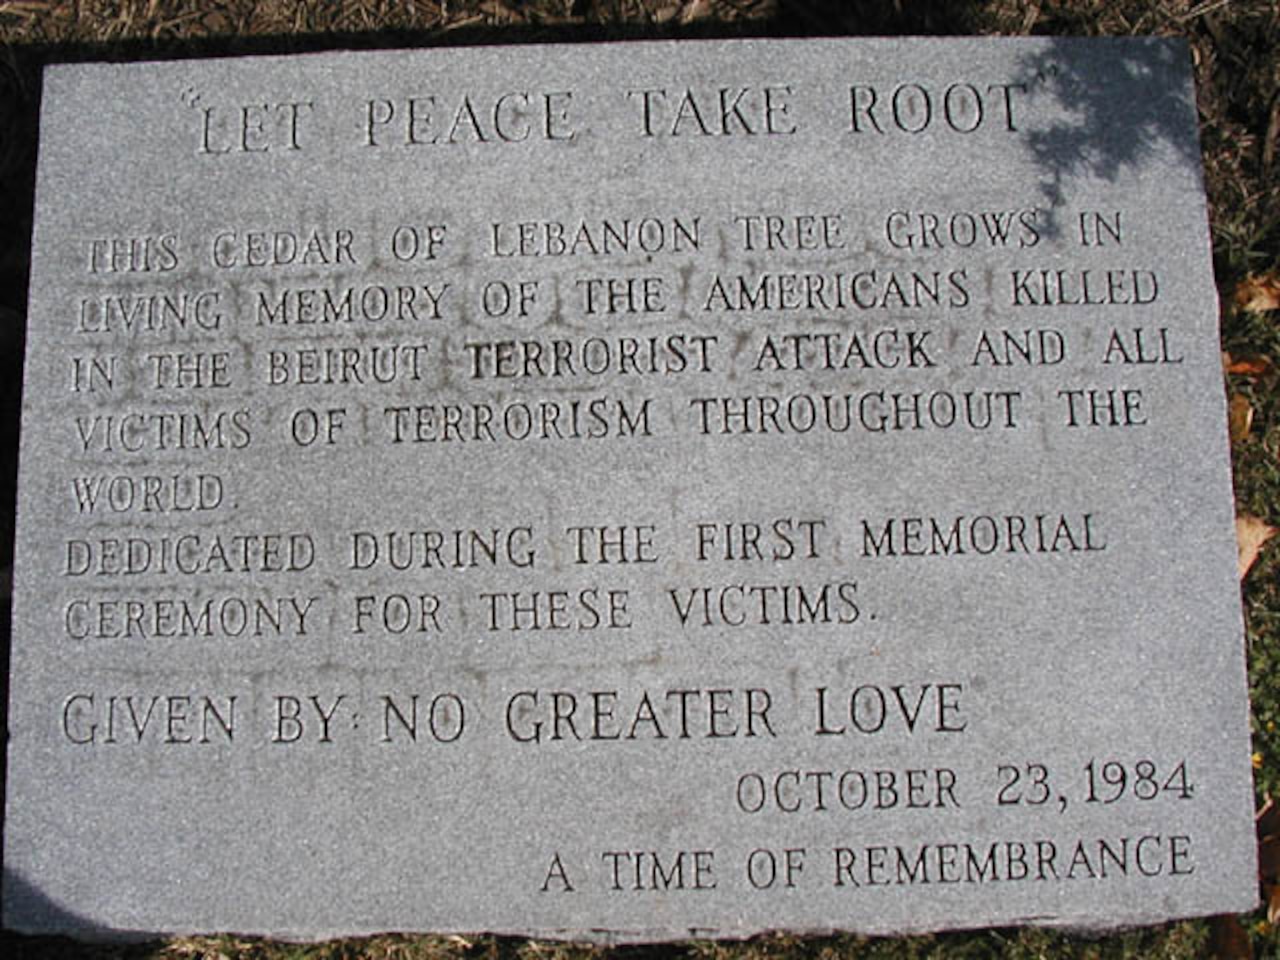 "LET PEACE TAKE ROOT"
THIS CEDAR OF LEBANON TREE GROWS IN
LIVING MEMORY OF THE AMERICANS KILLED
IN THE BEIRUT TERRORIST ATTACK AND ALL
VICTIMS OF TERRORISM THROUGHOUT THE
WORLD.
DEDICATED DURING THE FIRST MEMORIAL
CEREMONY FOR THESE VICTIMS.
GIVEN BY: NO GREATER LOVE
OCTOBER 23, 1984
A TIME OF REMEMBRANCE